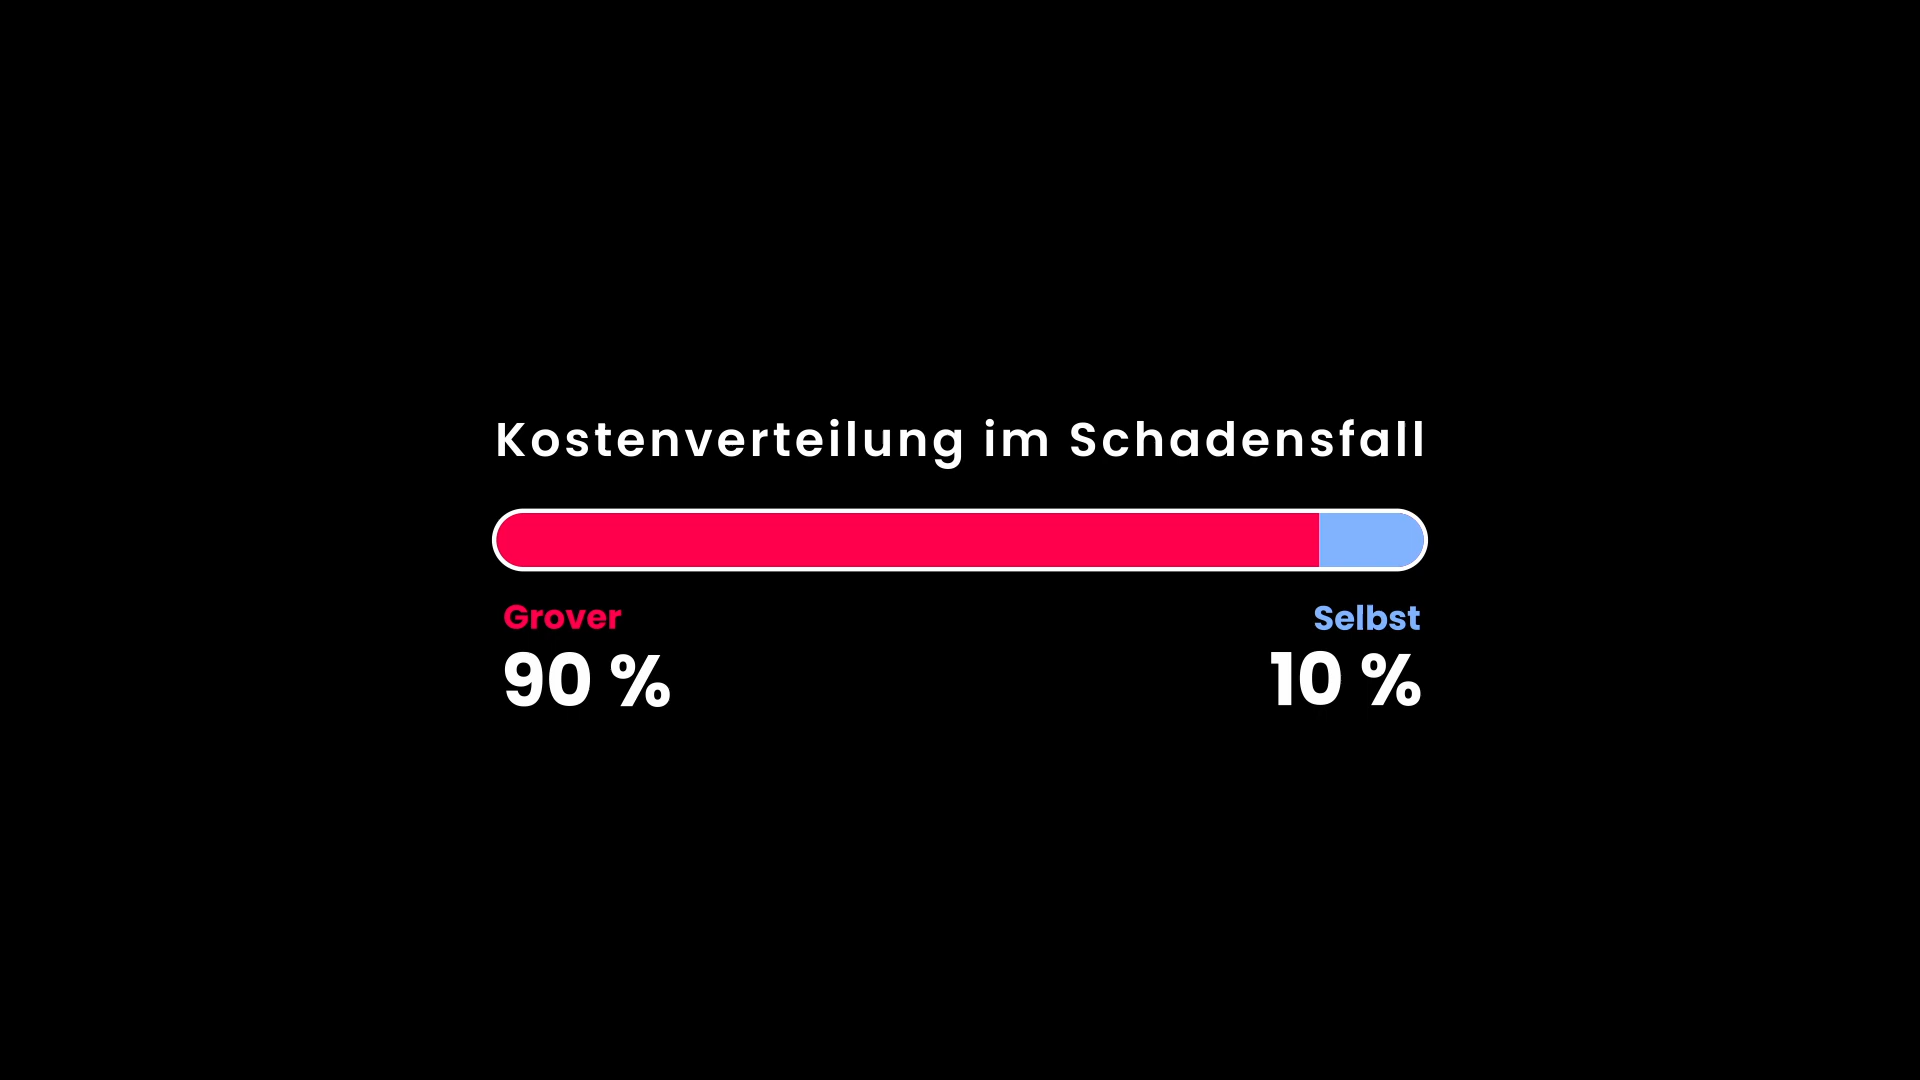 Kostenverteilung im Schadensfall
Grover
90 %
Selbst
10 %